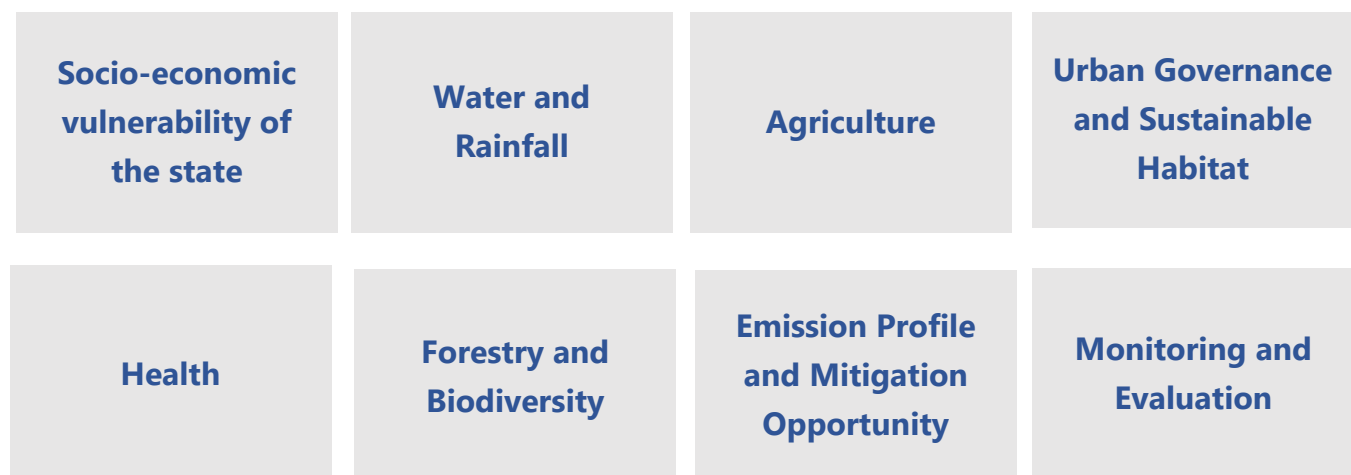 Socio-economic
vulnerability of
the state
Water and
Rainfall
Agriculture
Urban Governance
and Sustainable
Habitat
Health
Forestry and
Biodiversity
Emission Profile
and Mitigation
Opportunity
Monitoring and
Evaluation